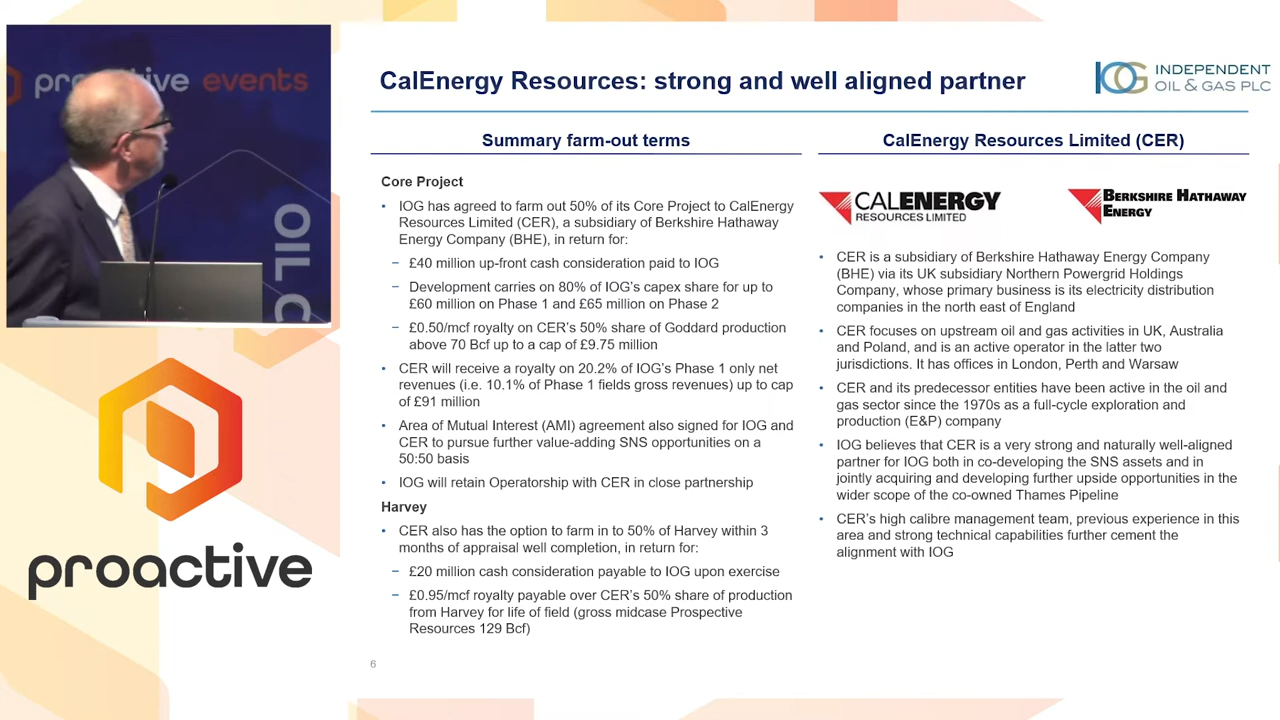 proactive events
OIL C
proactive
CalEnergy Resources: strong and well aligned partner
IOG INDEPENDENT
OIL & GAS PLC
Summary farm-out terms
Core Project
• IOG has agreed to farm out 50% of its Core Project to CalEnergy
Resources Limited (CER), a subsidiary of Berkshire Hathaway
Energy Company (BHE), in return for:
− £40 million up-front cash consideration paid to IOG
− Development carries on 80% of IOG's capex share for up to
£60 million on Phase 1 and £65 million on Phase 2
− £0.50/mcf royalty on CER's 50% share of Goddard production
above 70 Bcf up to a cap of £9.75 million
• CER will receive a royalty on 20.2% of IOG's Phase 1 only net
revenues (i.e. 10.1% of Phase 1 fields gross revenues) up to cap
of £91 million
• Area of Mutual Interest (AMI) agreement also signed for IOG and
CER to pursue further value-adding SNS opportunities on a
50:50 basis
• IOG will retain Operatorship with CER in close partnership
Harvey
• CER also has the option to farm in to 50% of Harvey within 3
months of appraisal well completion, in return for:
− £20 million cash consideration payable to IOG upon exercise
− £0.95/mcf royalty payable over CER's 50% share of production
from Harvey for life of field (gross midcase Prospective
Resources 129 Bcf)
CalEnergy Resources Limited (CER)
CALENERGY
RESOURCES LIMITED
BERKSHIRE HATHAWAY
ENERGY
• CER is a subsidiary of Berkshire Hathaway Energy Company
(BHE) via its UK subsidiary Northern Powergrid Holdings
Company, whose primary business is its electricity distribution
companies in the north east of England
• CER focuses on upstream oil and gas activities in UK, Australia
and Poland, and is an active operator in the latter two
jurisdictions. It has offices in London, Perth and Warsaw
• CER and its predecessor entities have been active in the oil and
gas sector since the 1970s as a full-cycle exploration and
production (E&P) company
• IOG believes that CER is a very strong and naturally well-aligned
partner for IOG both in co-developing the SNS assets and in
jointly acquiring and developing further upside opportunities in the
wider scope of the co-owned Thames Pipeline
• CER's high calibre management team, previous experience in this
area and strong technical capabilities further cement the
alignment with IOG
6